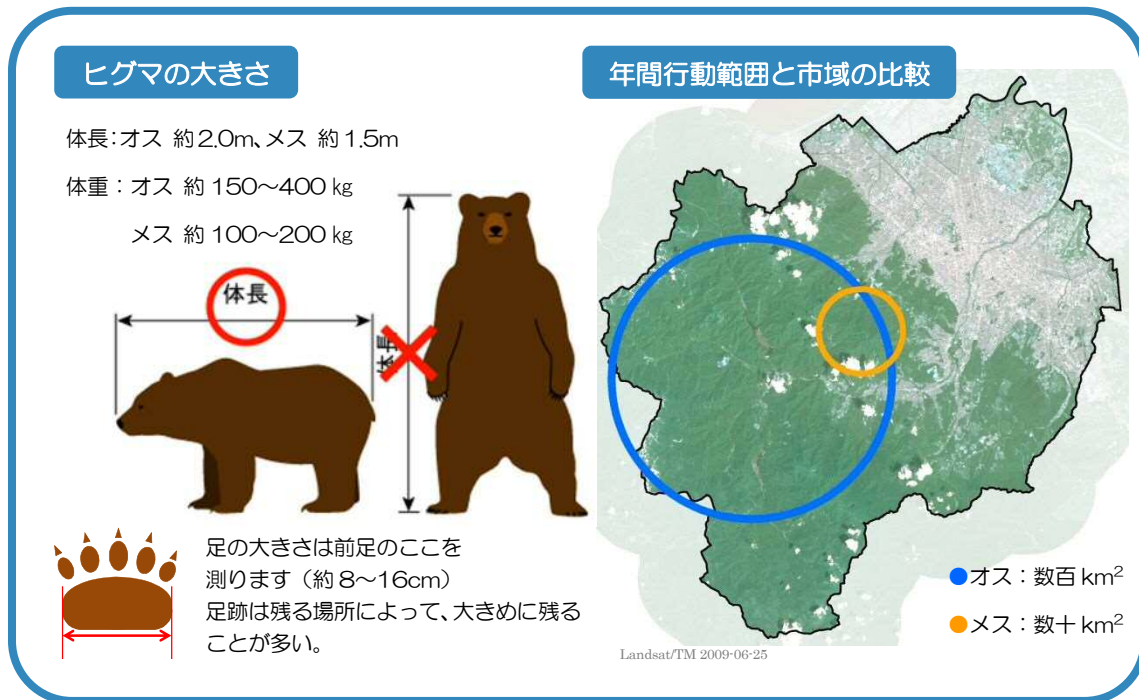 ヒグマの大きさ
体長:オス 約2.0m、メス 約1.5m
体重:オス 約150~400 kg
メス 約100~200 kg
体長
体長
足の大きさは前足のここを
測ります(約8~16cm)
足跡は残る場所によって、大きめに残る
ことが多い。
年間行動範囲と市域の比較
オス:数百 km²
メス:数十 km²
Landsat/TM 2009-06-25